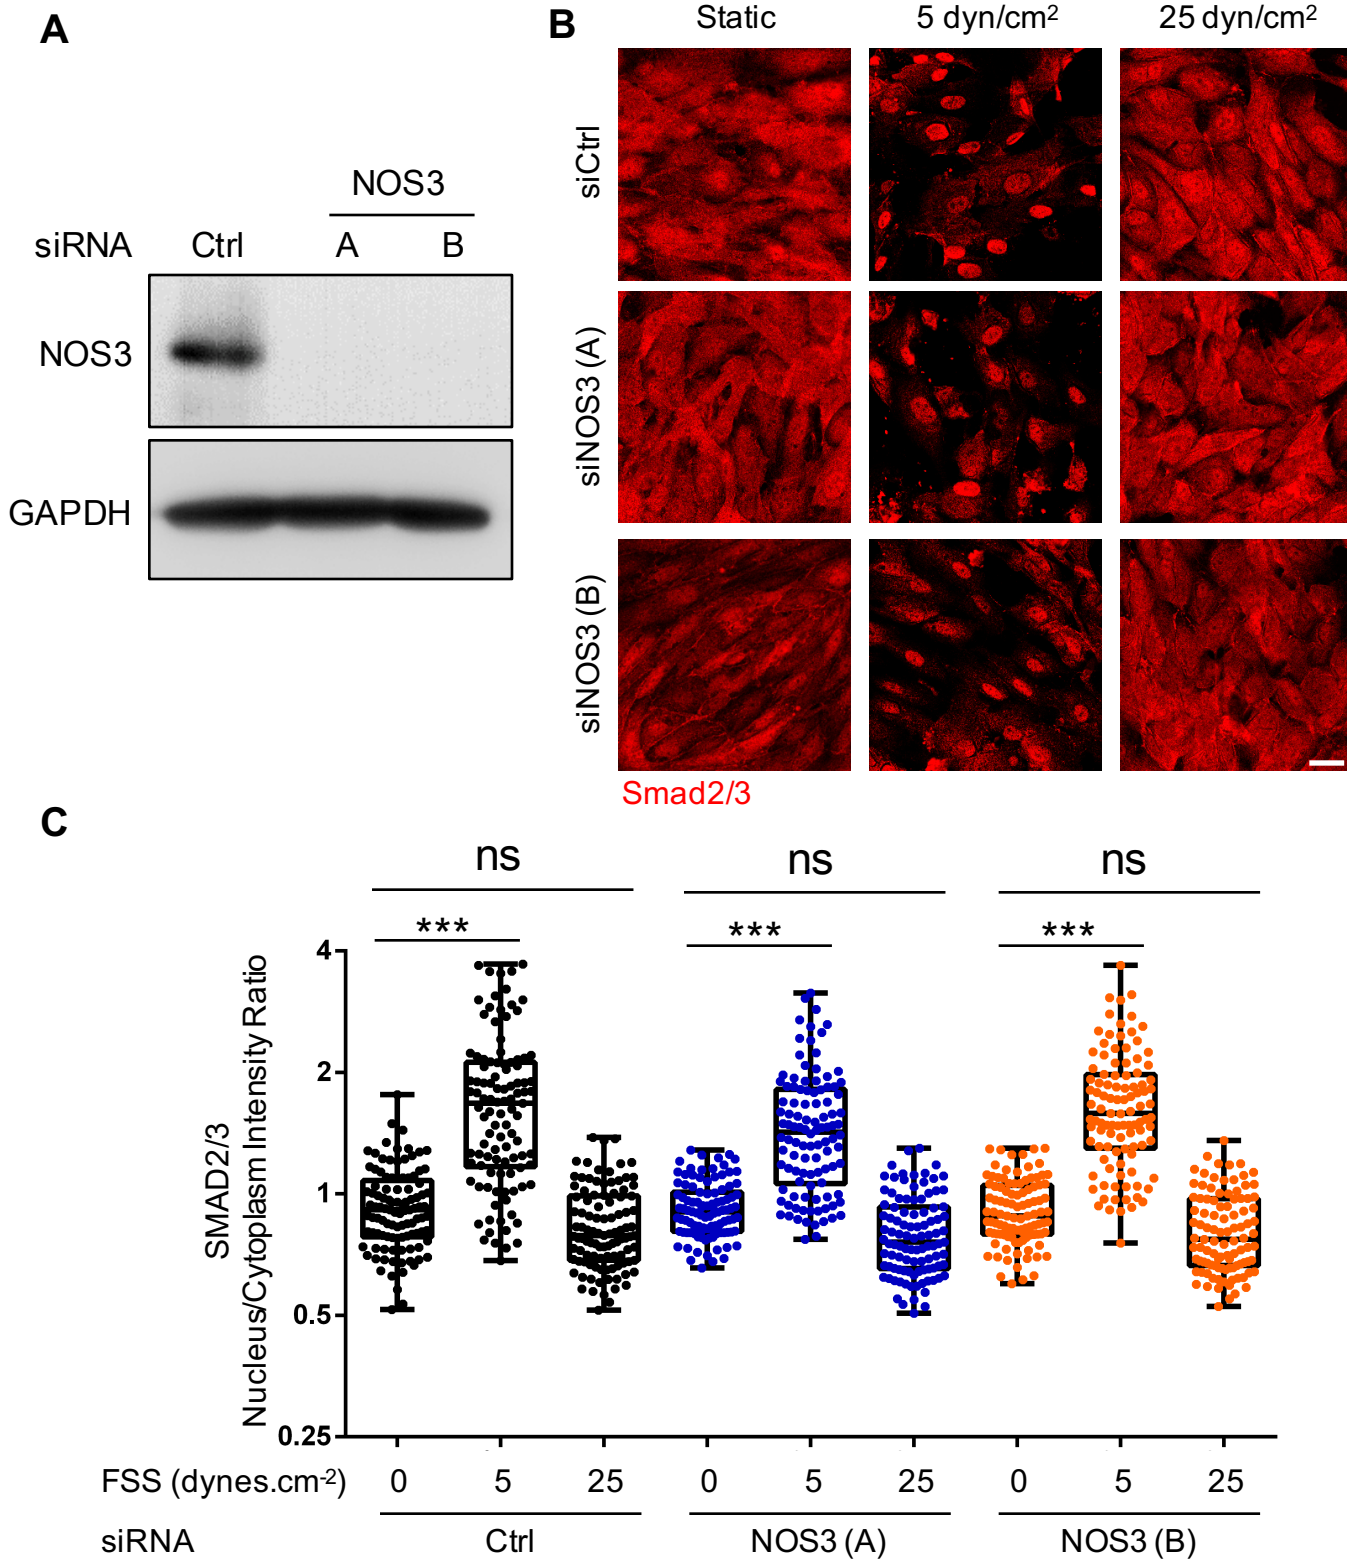 A
NOS3
siRNA Ctrl A B
NOS3
GAPDH
B
Static 5 dyn/cm² 25 dyn/cm²
siCtrl
siNOS3 (A)
siNOS3 (B)
Smad2/3
C
ns ns ns
*** *** ***
SMAD2/3
Nucleus/Cytoplasm Intensity Ratio
4
2
1
0.5
0.25
FSS (dynes.cm⁻²) 0 5 25 0 5 25 0 5 25
siRNA Ctrl NOS3 (A) NOS3 (B)